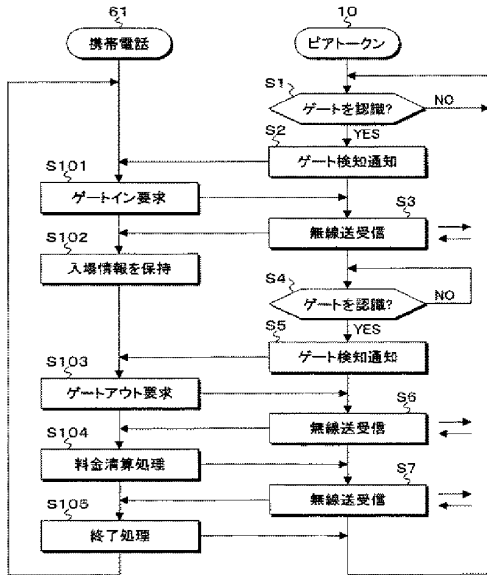 61
10
携帯電話
ピアトークン
S1
ゲートを認識?
NO
YES
S2
ゲート検知通知
S101
ゲートイン要求
S3
無線送受信
S102
入場情報を保持
S4
ゲートを認識?
NO
YES
S5
ゲート検知通知
S103
ゲートアウト要求
S6
無線送受信
S104
料金清算処理
S7
無線送受信
S105
終了処理